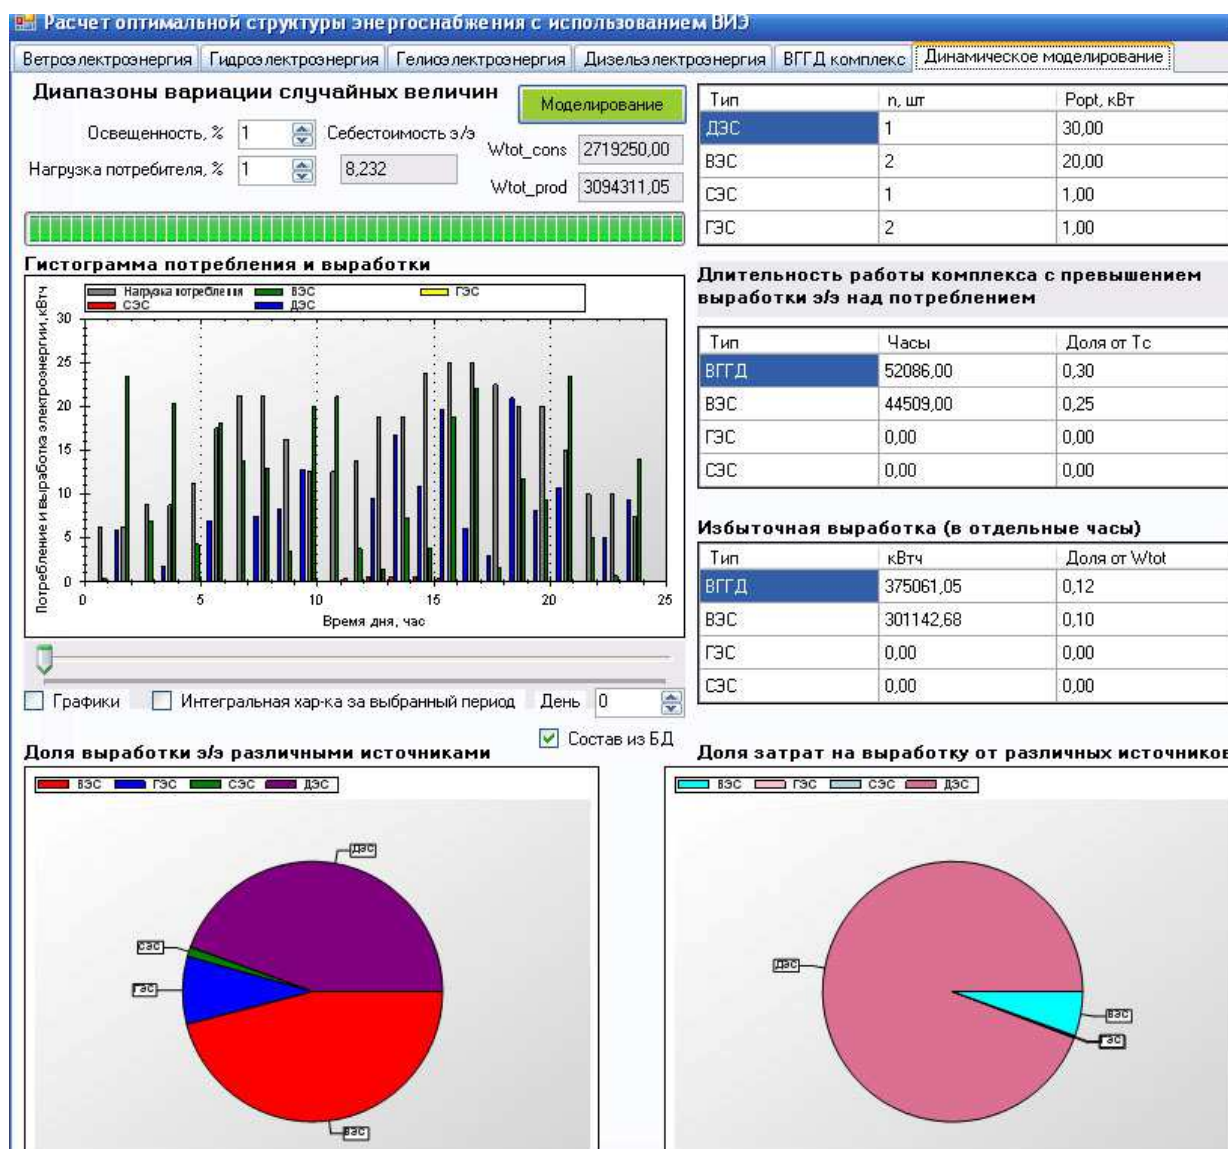 Расчет оптимальной структуры энергоснабжения с использованием ВИЭ
Ветроэлектроэнергия Гидроэлектроэнергия Гелиоэлектроэнергия Дизельэлектроэнергия ВГГД комплекс Динамическое моделирование
Диапазоны вариации случайных величин
Моделирование
Освещенность, % 1
Себестоимость э/э
Wtot_cons 2719250,00
Нагрузка потребителя, % 1
8,232
Wtot_prod 3094311,05
Тип n, шт Popt, кВт
ДЭС 1 30,00
ВЭС 2 20,00
СЭС 1 1,00
ГЭС 2 1,00
Гистограмма потребления и выработки
Нагрузка потребления ВЭС ГЭС
СЭС ДЭС
Потребление и выработка электроэнергии,кВтч
30
25
20
15
10
5
0
0 5 10 15 20 25
Время дня, час
Длительность работы комплекса с превышением
выработки э/э над потреблением
Тип Часы Доля от Тс
ВГГД 52086,00 0,30
ВЭС 44509,00 0,25
ГЭС 0,00 0,00
СЭС 0,00 0,00
Избыточная выработка (в отдельные часы)
Тип кВтч Доля от Wtot
ВГГД 375061,05 0,12
ВЭС 301142,68 0,10
ГЭС 0,00 0,00
СЭС 0,00 0,00
Графики Интегральная хар-ка за выбранный период День 0
Состав из БД
Доля выработки э/э различными источниками
ВЭС ГЭС СЭС ДЭС
ДЭС
СЭС
ГЭС
ВЭС
Доля затрат на выработку от различных источников
ВЭС ГЭС СЭС ДЭС
ДЭС
ВЭС
ГЭС